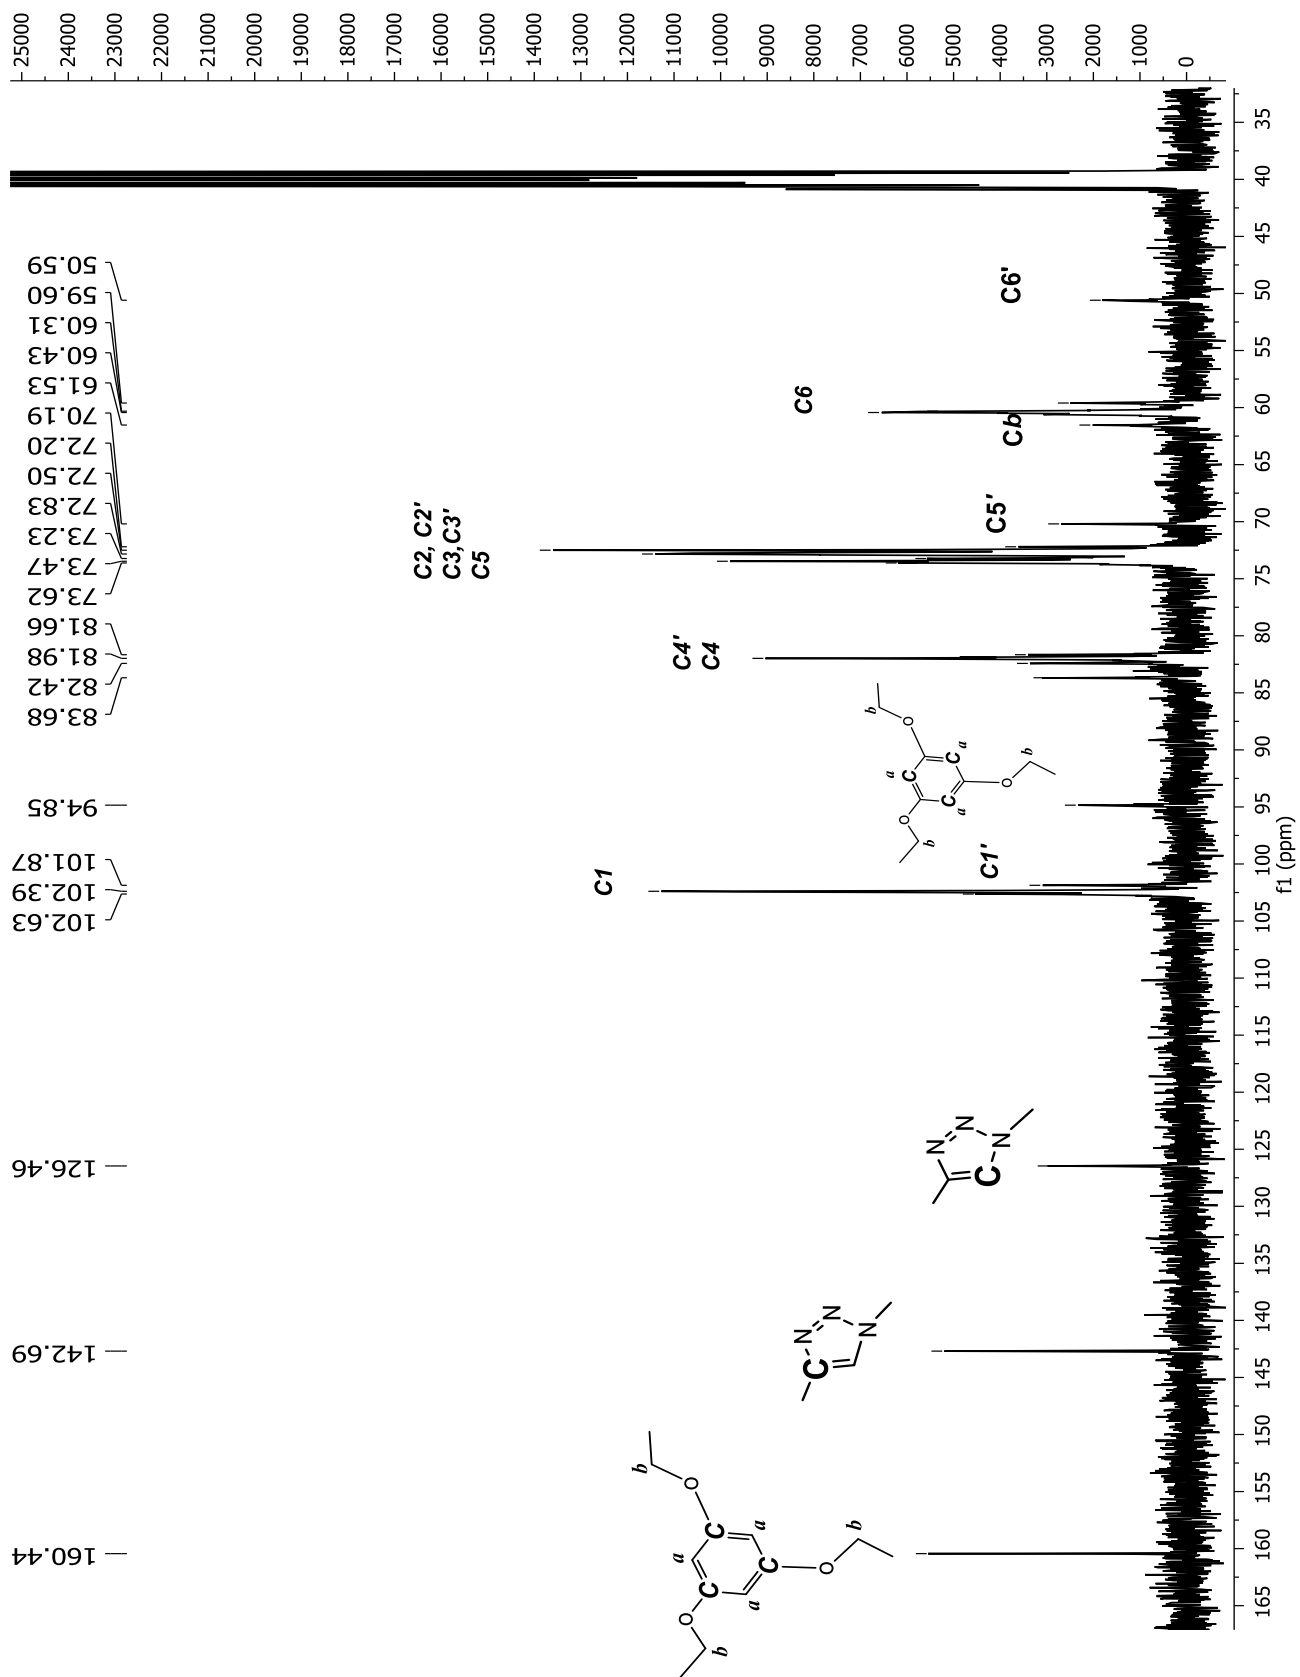 160.44
142.69
126.46
102.63
102.39
101.87
94.85
83.68
82.42
81.98
81.66
73.62
73.47
73.23
72.83
72.50
72.20
70.19
61.53
60.43
60.31
59.60
50.59
25000
24000
23000
22000
21000
20000
19000
18000
17000
16000
15000
14000
13000
12000
11000
10000
9000
8000
7000
6000
5000
4000
3000
2000
1000
0
C2, C2'
C3,C3'
C5
C4'
C4
C1
C6
C6'
Cb
C5'
C1'
b
O
C
a
C
a
C
a
O
b
O
b
C
N
N
N
N
N
N
C
b
O
a
C
a
C
a
C
O
b
O
b
165 160 155 150 145 140 135 130 125 120 115 110 105 100 95 90 85 80 75 70 65 60 55 50 45 40 35
f1 (ppm)